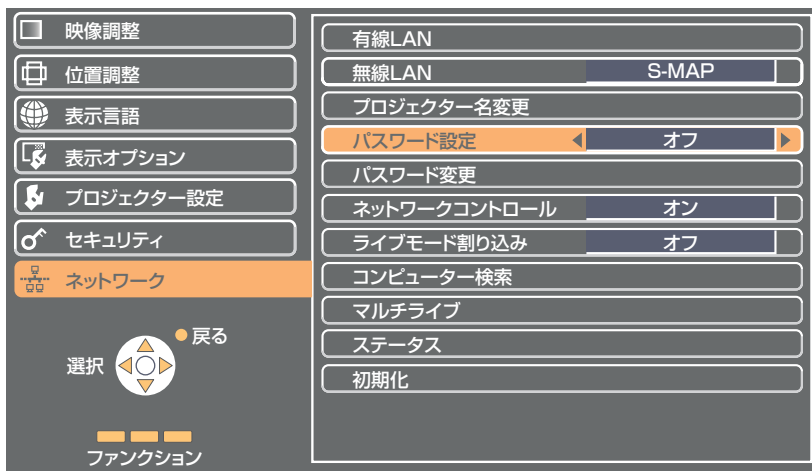 映像調整
位置調整
表示言語
表示オプション
プロジェクター設定
セキュリティ
ネットワーク
戻る
選択
ファンクション
有線LAN
無線LAN S-MAP
プロジェクター名変更
パスワード設定 オフ
パスワード変更
ネットワークコントロール オン
ライブモード割り込み オフ
コンピューター検索
マルチライブ
ステータス
初期化